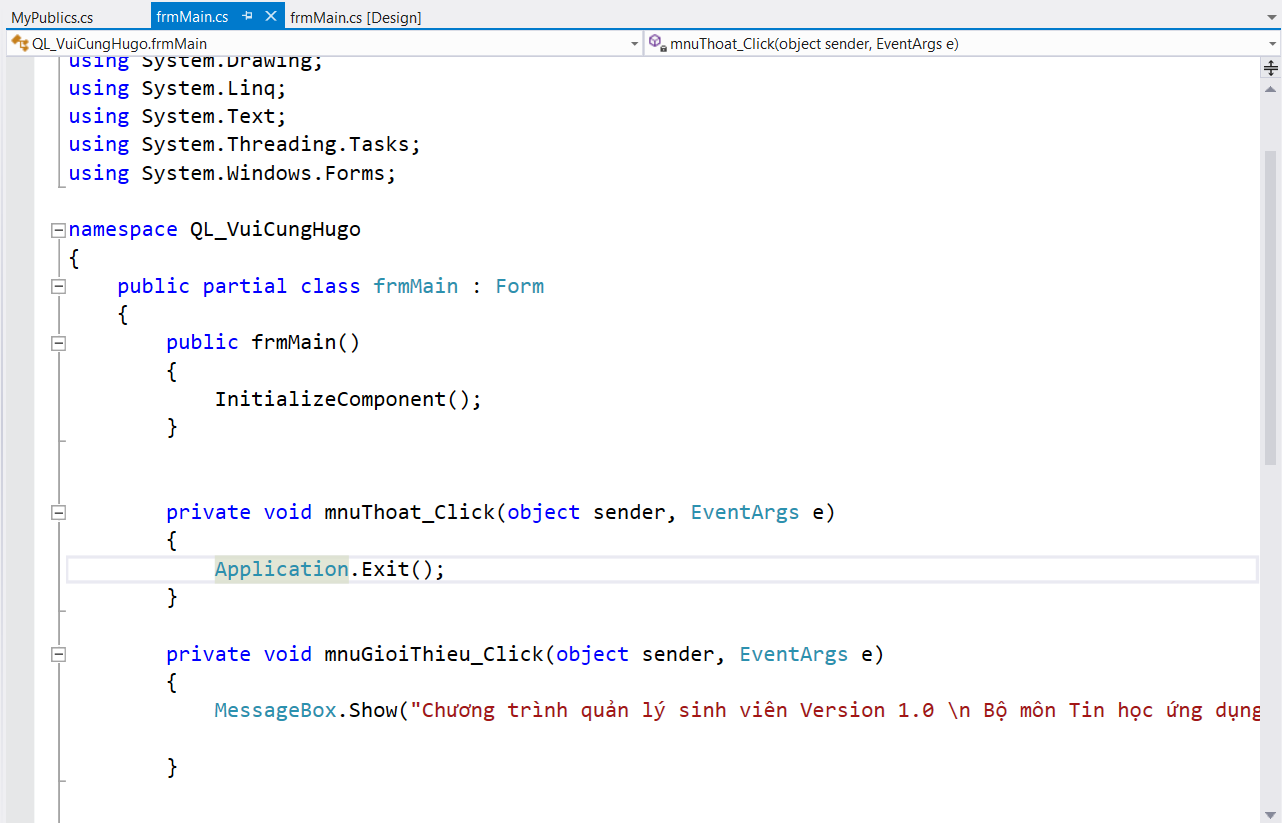 MyPublics.cs frmMain.cs frmMain.cs [Design]
QL_VuiCungHugo.frmMain mnuThoat_Click(object sender, EventArgs e)
using System.Drawing;
using System.Linq;
using System.Text;
using System.Threading.Tasks;
using System.Windows.Forms;
namespace QL_VuiCungHugo
{
public partial class frmMain : Form
{
public frmMain()
{
InitializeComponent();
}
private void mnuThoat_Click(object sender, EventArgs e)
{
Application.Exit();
}
private void mnuGioiThieu_Click(object sender, EventArgs e)
{
MessageBox.Show("Chương trình quản lý sinh viên Version 1.0 \n Bộ môn Tin học ứng dụng
}